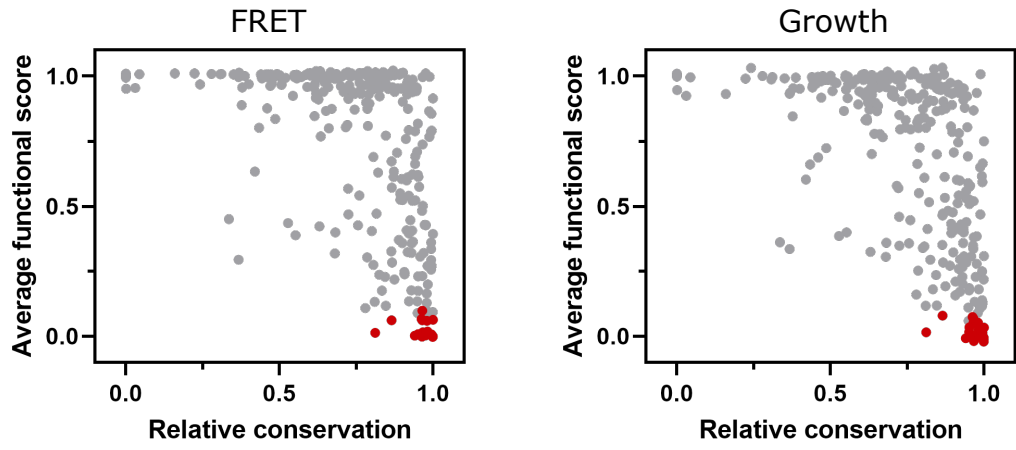 FRET
Average functional score
1.0
0.5
0.0
0.0 0.5 1.0
Relative conservation
Growth
Average functional score
1.0
0.5
0.0
0.0 0.5 1.0
Relative conservation